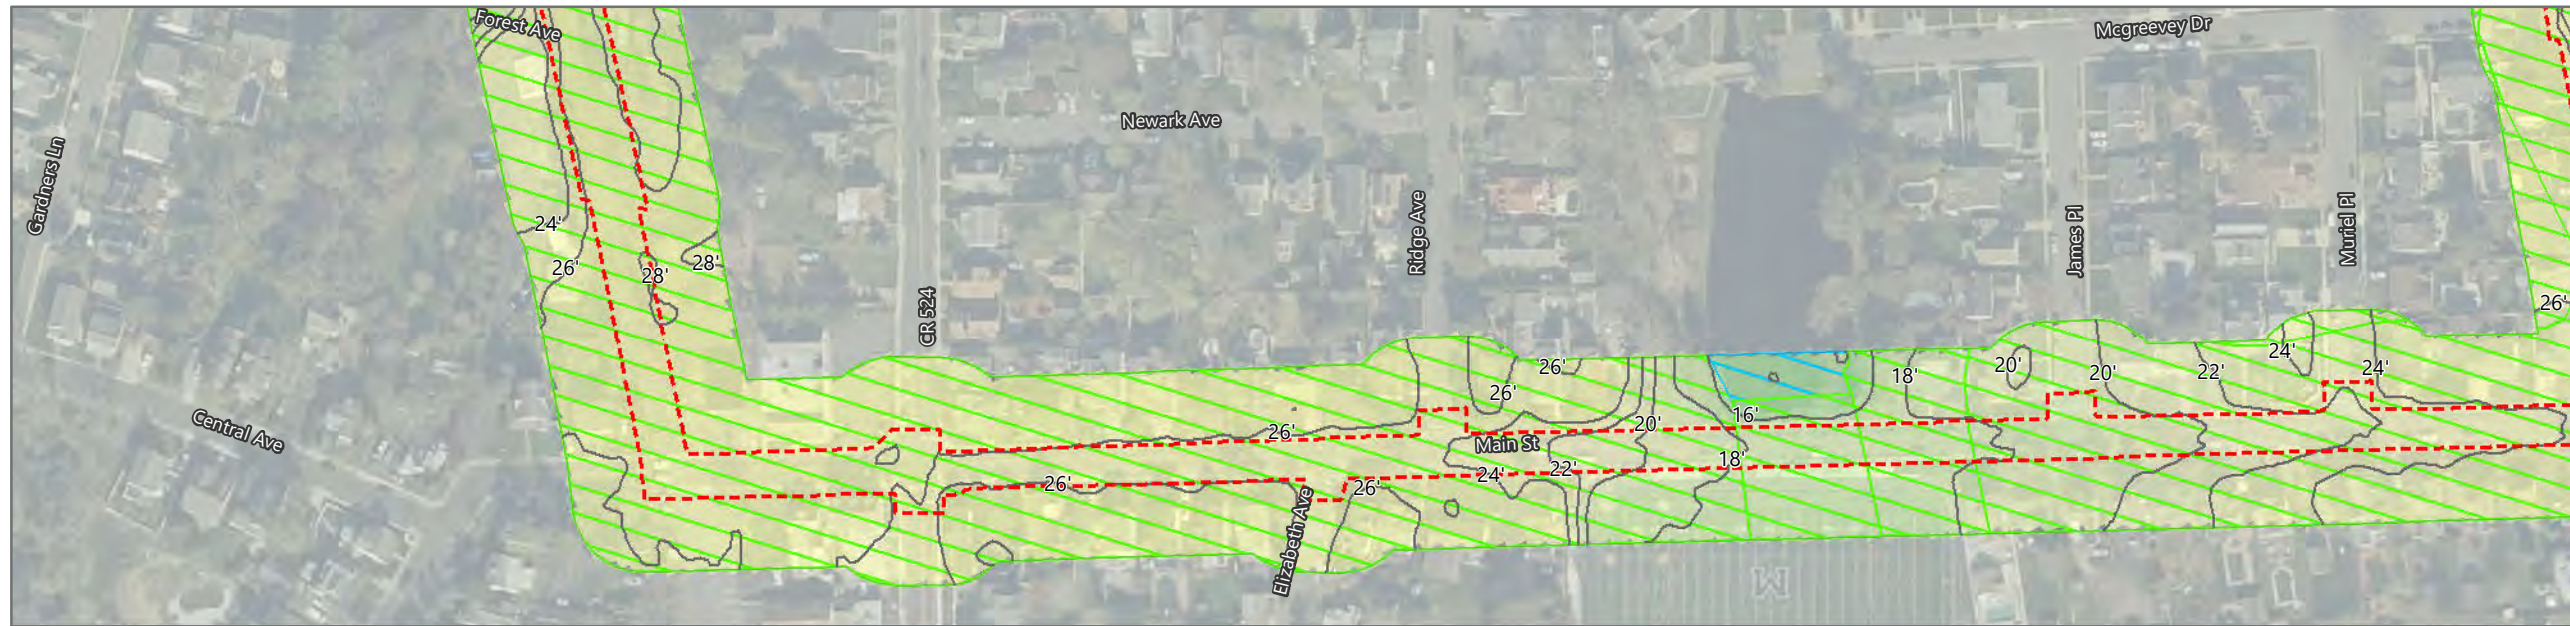 Forest Ave
Mcgreevey Dr
Newark Ave
Gardners Ln
24'
26'
28'
28'
Ridge Ave
James Pl
Muriel Pl
CR 524
26'
Central Ave
26'
26'
26'
26'
Elizabeth Ave
26'
Main St
24'
22'
20'
16'
18'
18'
20'
20'
22'
24'
24'
M